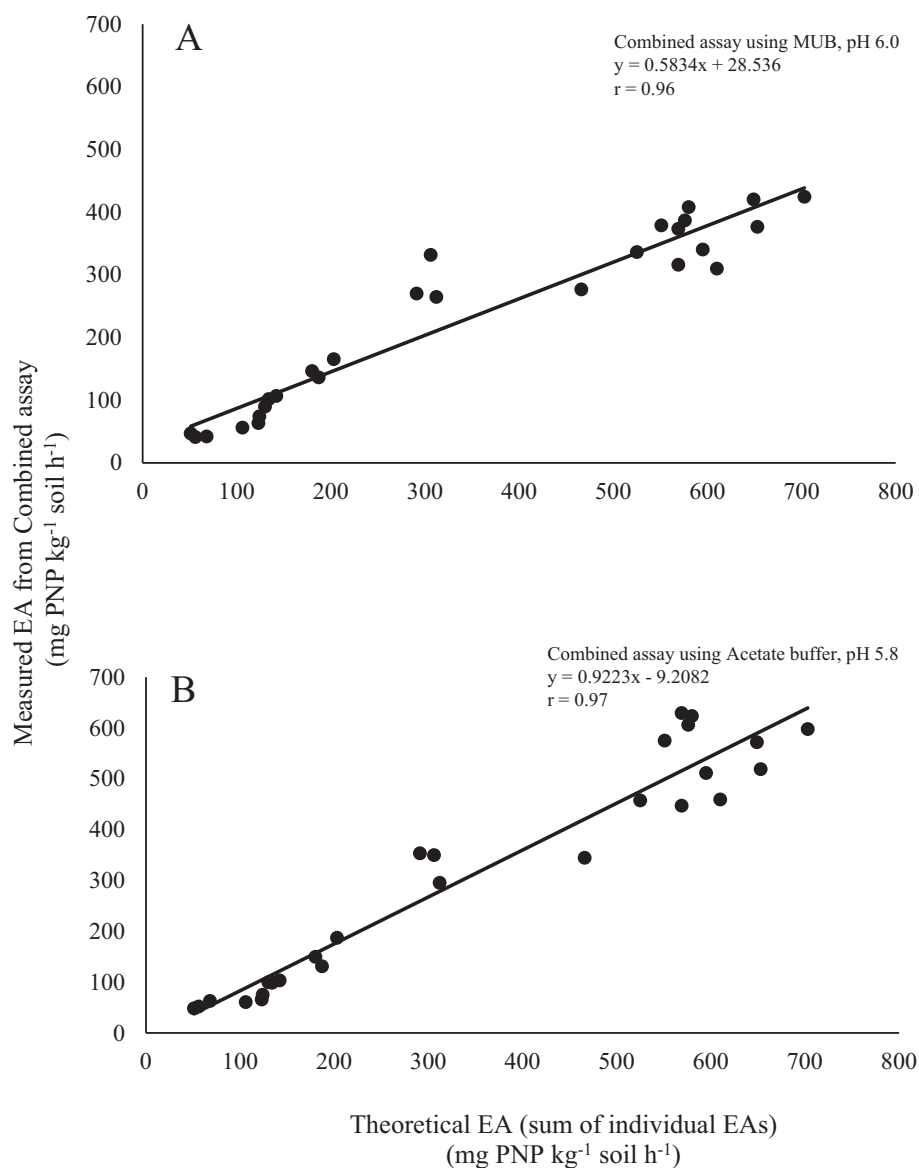 A
Combined assay using MUB, pH 6.0
y = 0.5834x + 28.536
r = 0.96
700
600
500
400
300
200
100
0
0 100 200 300 400 500 600 700 800
Measured EA from Combined assay
(mg PNP kg⁻¹ soil h⁻¹)
B
Combined assay using Acetate buffer, pH 5.8
y = 0.9223x - 9.2082
r = 0.97
700
600
500
400
300
200
100
0
0 100 200 300 400 500 600 700 800
Theoretical EA (sum of individual EAs)
(mg PNP kg⁻¹ soil h⁻¹)